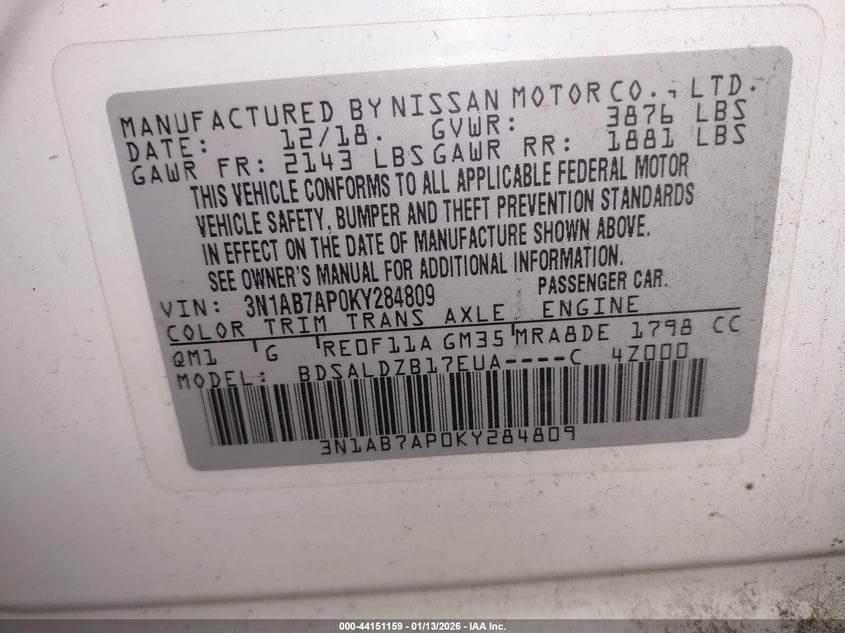 MANUFACTURED BY NISSAN MOTOR CO., LTD.
DATE: 12/18. GVWR: 3876 LBS
GAWR FR: 2143 LBS GAWR RR: 1881 LBS
THIS VEHICLE CONFORMS TO ALL APPLICABLE FEDERAL MOTOR
VEHICLE SAFETY, BUMPER AND THEFT PREVENTION STANDARDS
IN EFFECT ON THE DATE OF MANUFACTURE SHOWN ABOVE.
SEE OWNER'S MANUAL FOR ADDITIONAL INFORMATION.
VIN: 3N1AB7AP0KY284809 PASSENGER CAR.
COLOR TRIM TRANS AXLE ENGINE
QM1 G RE0F11A GM35 MRA8DE 1798 CC
MODEL: BDSALDZB17EUA----C 4Z000
3N1AB7AP0KY284809
000-44151159 - 01/13/2026 - IAA Inc.